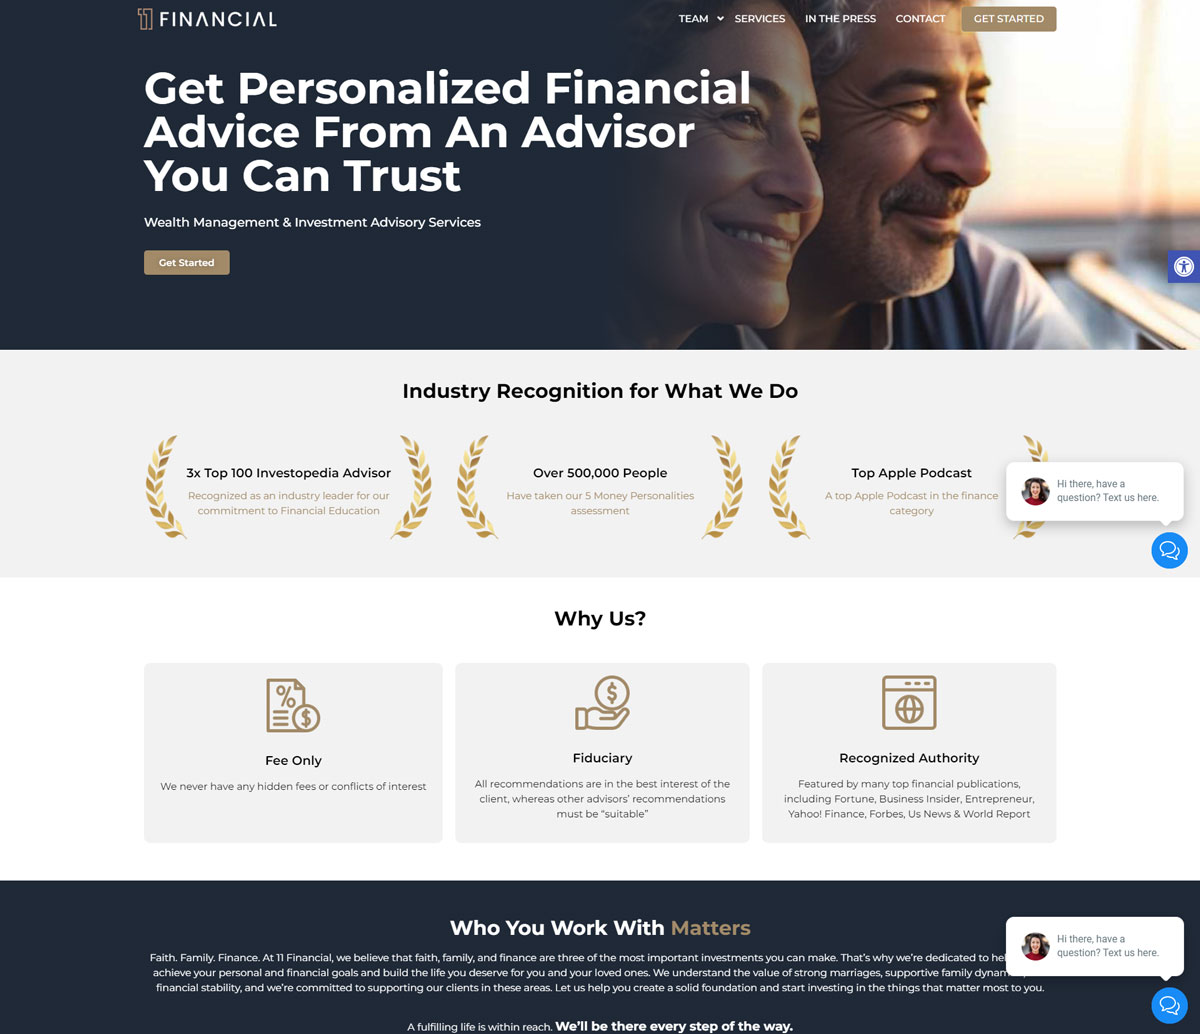 11 FINANCIAL
TEAM SERVICES IN THE PRESS CONTACT GET STARTED
Get Personalized Financial
Advice From An Advisor
You Can Trust
Wealth Management & Investment Advisory Services
Get Started
Industry Recognition for What We Do
3x Top 100 Investopedia Advisor
Recognized as an industry leader for our
commitment to Financial Education
Over 500,000 People
Have taken our 5 Money Personalities
assessment
Top Apple Podcast
A top Apple Podcast in the finance
category
Hi there, have a
question? Text us here.
Why Us?
Fee Only
We never have any hidden fees or conflicts of interest
Fiduciary
All recommendations are in the best interest of the
client, whereas other advisors’ recommendations
must be “suitable”
Recognized Authority
Featured by many top financial publications,
including Fortune, Business Insider, Entrepreneur,
Yahoo! Finance, Forbes, Us News & World Report
Who You Work With Matters
Faith. Family. Finance. At 11 Financial, we believe that faith, family, and finance are three of the most important investments you can make. That’s why we’re dedicated to
achieve your personal and financial goals and build the life you deserve for you and your loved ones. We understand the value of strong marriages, supportive family
financial stability, and we’re committed to supporting our clients in these areas. Let us help you create a solid foundation and start investing in the things that matter most to you.
Hi there, have a
question? Text us here.
A fulfilling life is within reach. We’ll be there every step of the way.